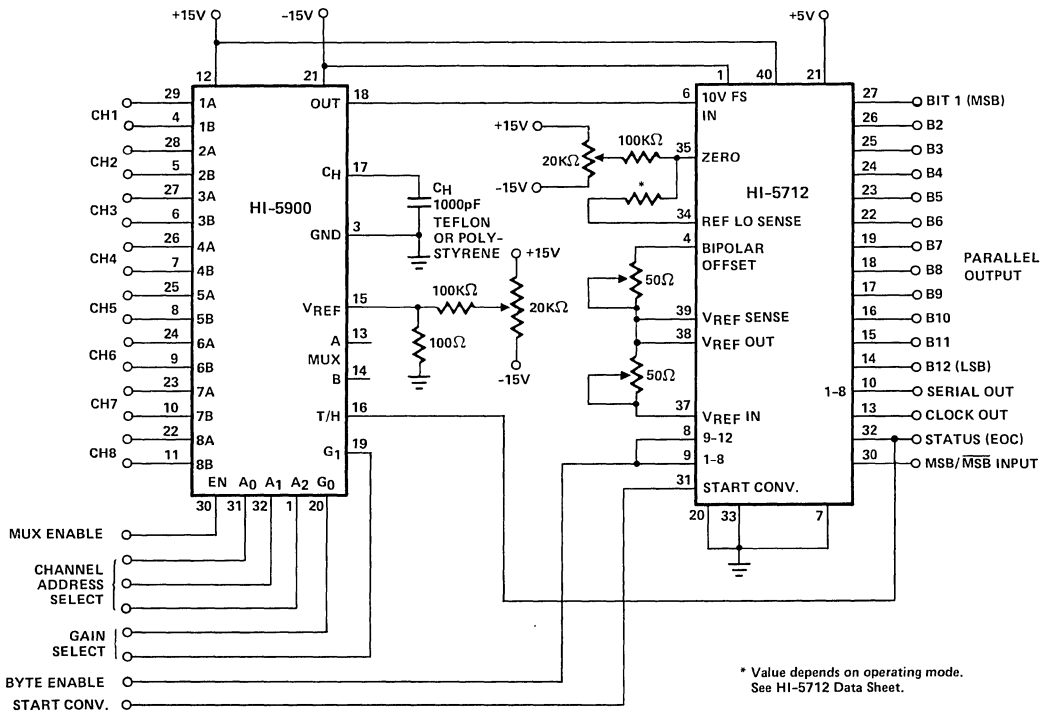 +15V
-15V
+5V
12
21
1
40
21
CH1
29
1A
4
1B
CH2
28
2A
5
2B
CH3
27
3A
6
3B
CH4
26
4A
7
4B
CH5
25
5A
8
5B
CH6
24
6A
9
6B
CH7
23
7A
10
7B
CH8
22
8A
11
8B
HI-5900
OUT
18
CH
17
CH
1000pF
TEFLON
OR POLY-
STYRENE
GND
3
VREF
15
100KΩ
100Ω
+15V
20KΩ
-15V
A
13
MUX
B
14
T/H
16
G1
19
EN
A0
A1
A2
G0
30
31
32
1
20
6
10V FS
IN
+15V
20KΩ
-15V
100KΩ
35
ZERO
*
34
REF LO SENSE
4
BIPOLAR
OFFSET
50Ω
39
VREF SENSE
38
VREF OUT
50Ω
37
VREF IN
8
9-12
9
1-8
31
START CONV.
HI-5712
1-8
20
33
7
27
BIT 1 (MSB)
26
B2
25
B3
24
B4
23
B5
22
B6
19
B7
18
B8
17
B9
16
B10
15
B11
14
B12 (LSB)
PARALLEL
OUTPUT
10
SERIAL OUT
13
CLOCK OUT
32
STATUS (EOC)
30
MSB/M̅S̅B̅ INPUT
MUX ENABLE
CHANNEL
ADDRESS
SELECT
GAIN
SELECT
BYTE ENABLE
START CONV.
* Value depends on operating mode.
See HI-5712 Data Sheet.